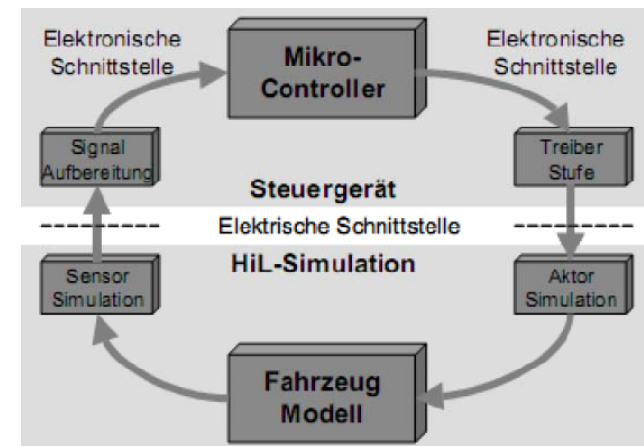 Elektronische
Schnittstelle
Mikro-
Controller
Elektronische
Schnittstelle
Signal
Aufbereitung
Treiber
Stufe
Steuergerät
Elektrische Schnittstelle
HiL-Simulation
Sensor
Simulation
Aktor
Simulation
Fahrzeug
Modell